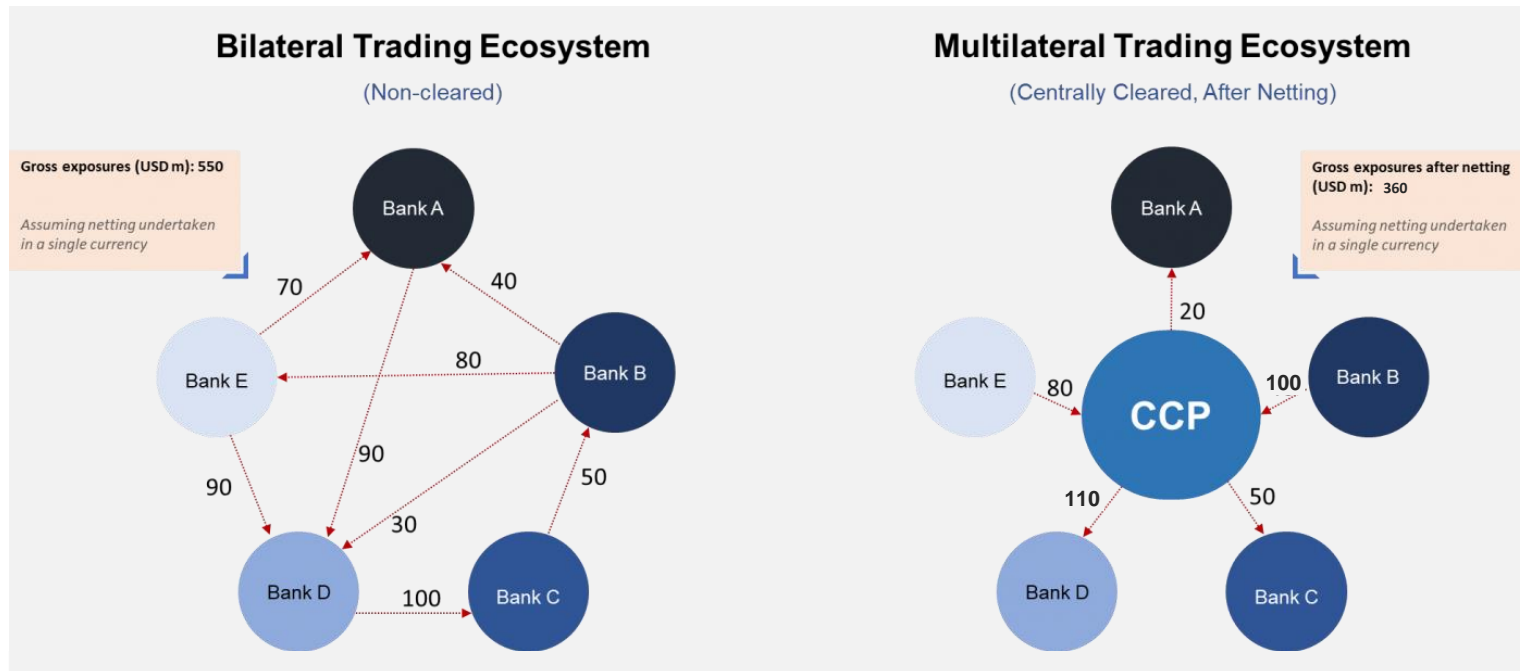 Bilateral Trading Ecosystem
(Non-cleared)
Gross exposures (USD m): 550
Assuming netting undertaken
in a single currency
Bank A
70
40
Bank E
80
Bank B
90
90
50
30
Bank D
100
Bank C
Multilateral Trading Ecosystem
(Centrally Cleared, After Netting)
Gross exposures after netting
(USD m): 360
Assuming netting undertaken
in a single currency
Bank A
20
Bank E
80
CCP
100
Bank B
110
50
Bank D
Bank C